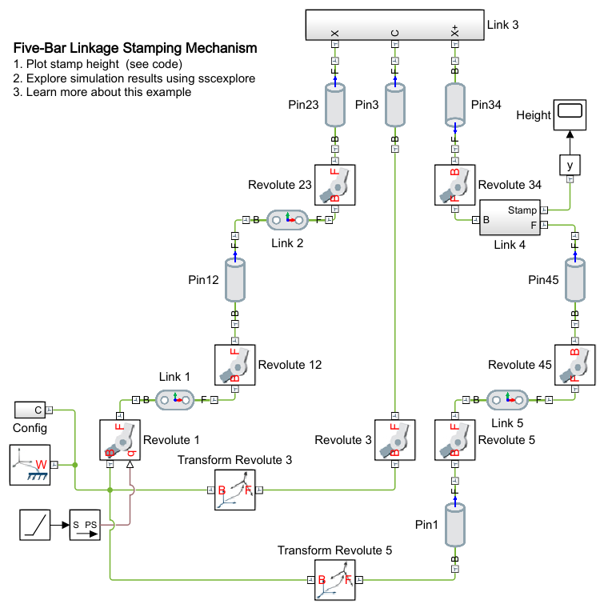 X C X+
Link 3
Five-Bar Linkage Stamping Mechanism
1. Plot stamp height (see code)
2. Explore simulation results using sscexplore
3. Learn more about this example
F F B
Pin23 Pin3 Pin34
Height
B B F
y
F B
Revolute 23 Revolute 34
B F
Stamp
B F B F
Link 2 Link 4
F F
Pin12 Pin45
B B
F B
Revolute 12 Revolute 45
B F
Link 1
B F B F
C
Config
Link 5
F F F
Revolute 1 Revolute 3 Revolute 5
B q B B
W
Transform Revolute 3
B F F
S PS
Pin1
B
Transform Revolute 5
B F